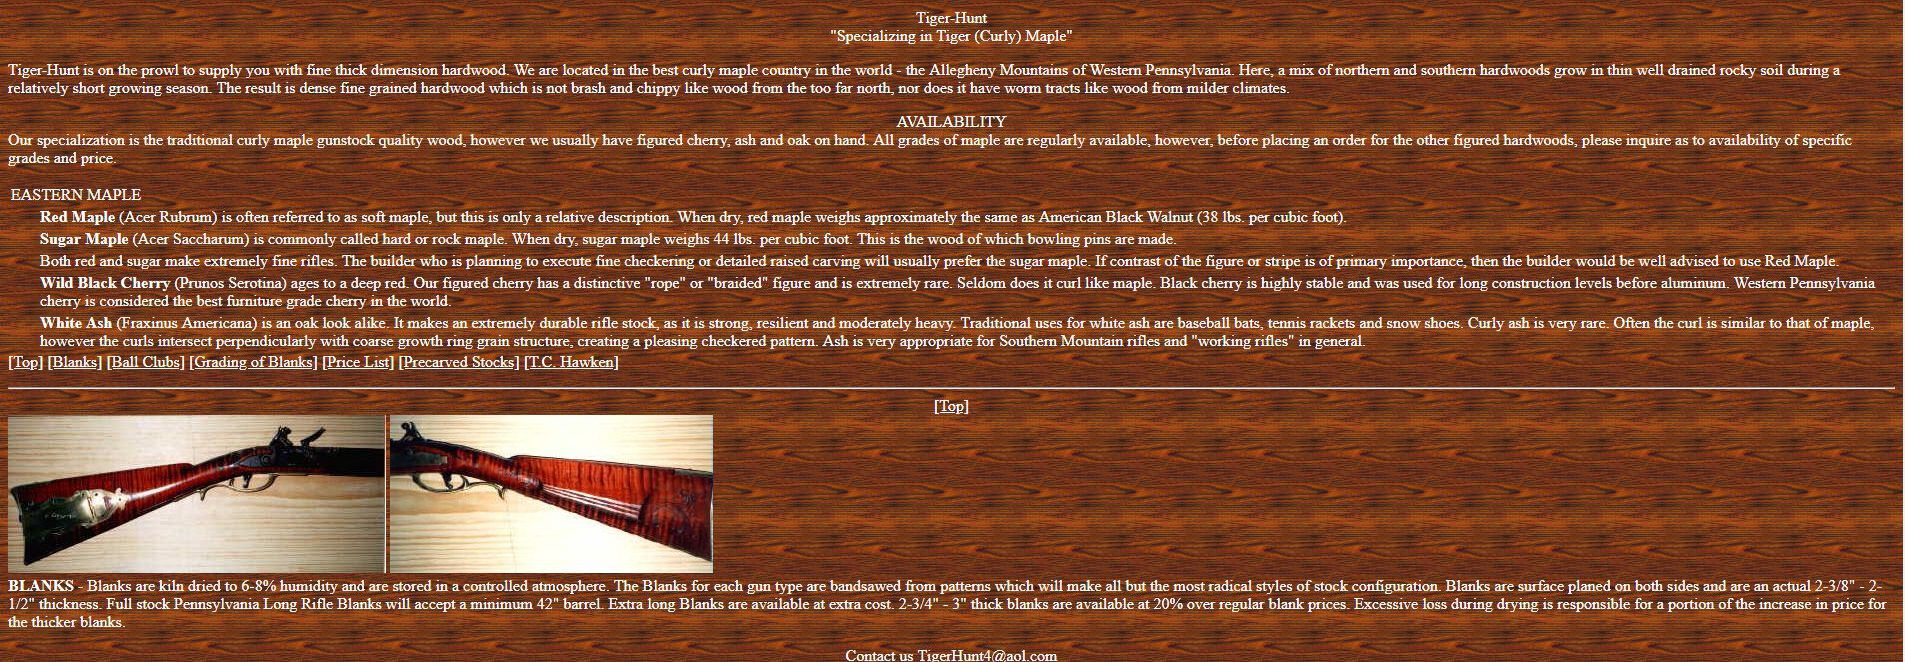 Tiger-Hunt
"Specializing in Tiger (Curly) Maple"
Tiger-Hunt is on the prowl to supply you with fine thick dimension hardwood. We are located in the best curly maple country in the world - the Allegheny Mountains of Western Pennsylvania. Here, a mix of northern and southern hardwoods grow in thin well drained rocky soil during a
relatively short growing season. The result is dense fine grained hardwood which is not brash and chippy like wood from the too far north, nor does it have worm tracts like wood from milder climates.
AVAILABILITY
Our specialization is the traditional curly maple gunstock quality wood, however we usually have figured cherry, ash and oak on hand. All grades of maple are regularly available, however, before placing an order for the other figured hardwoods, please inquire as to availability of specific
grades and price.
EASTERN MAPLE
Red Maple (Acer Rubrum) is often referred to as soft maple, but this is only a relative description. When dry, red maple weighs approximately the same as American Black Walnut (38 lbs. per cubic foot).
Sugar Maple (Acer Saccharum) is commonly called hard or rock maple. When dry, sugar maple weighs 44 lbs. per cubic foot. This is the wood of which bowling pins are made.
Both red and sugar make extremely fine rifles. The builder who is planning to execute fine checkering or detailed raised carving will usually prefer the sugar maple. If contrast of the figure or stripe is of primary importance, then the builder would be well advised to use Red Maple.
Wild Black Cherry (Prunos Serotina) ages to a deep red. Our figured cherry has a distinctive "rope" or "braided" figure and is extremely rare. Seldom does it curl like maple. Black cherry is highly stable and was used for long construction levels before aluminum. Western Pennsylvania
cherry is considered the best furniture grade cherry in the world.
White Ash (Fraxinus Americana) is an oak look alike. It makes an extremely durable rifle stock, as it is strong, resilient and moderately heavy. Traditional uses for white ash are baseball bats, tennis rackets and snow shoes. Curly ash is very rare. Often the curl is similar to that of maple,
however the curls intersect perpendicularly with coarse growth ring grain structure, creating a pleasing checkered pattern. Ash is very appropriate for Southern Mountain rifles and "working rifles" in general.
[Top] [Blanks] [Ball Clubs] [Grading of Blanks] [Price List] [Precarved Stocks] [T.C. Hawken]
[Top]
BLANKS - Blanks are kiln dried to 6-8% humidity and are stored in a controlled atmosphere. The Blanks for each gun type are bandsawed from patterns which will make all but the most radical styles of stock configuration. Blanks are surface planed on both sides and are an actual 2-3/8" - 2-
1/2" thickness. Full stock Pennsylvania Long Rifle Blanks will accept a minimum 42" barrel. Extra long Blanks are available at extra cost. 2-3/4" - 3" thick blanks are available at 20% over regular blank prices. Excessive loss during drying is responsible for a portion of the increase in price for
the thicker blanks.
Contact us TigerHunt4@aol.com